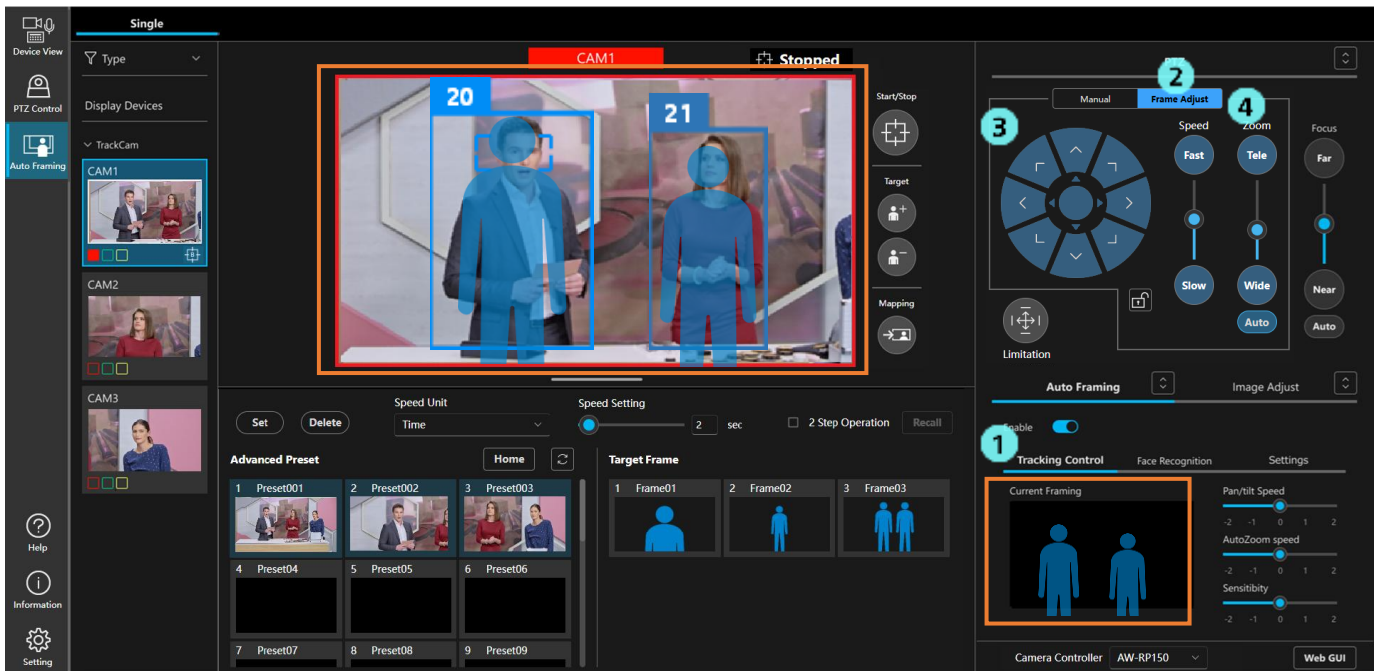 Device View
PTZ Control
Auto Framing
Help
Information
Setting
Single
Type
Display Devices
TrackCam
CAM1
CAM2
CAM3
CAM1
Stopped
20
21
Start/Stop
Target
Mapping
Set
Delete
Speed Unit
Time
Speed Setting
2 sec
2 Step Operation
Recall
Advanced Preset
Home
1 Preset001
2 Preset002
3 Preset003
4 Preset04
5 Preset05
6 Preset06
7 Preset07
8 Preset08
9 Preset09
Target Frame
1 Frame01
2 Frame02
3 Frame03
2
Manual
Frame Adjust
3
4
Speed
Zoom
Focus
Fast
Tele
Far
Slow
Wide
Near
Auto
Auto
Limitation
Auto Framing
Image Adjust
Enable
1
Tracking Control
Face Recognition
Settings
Current Framing
Pan/tilt Speed
-2 -1 0 1 2
AutoZoom speed
-2 -1 0 1 2
Sensitibity
-2 -1 0 1 2
Camera Controller
AW-RP150
Web GUI